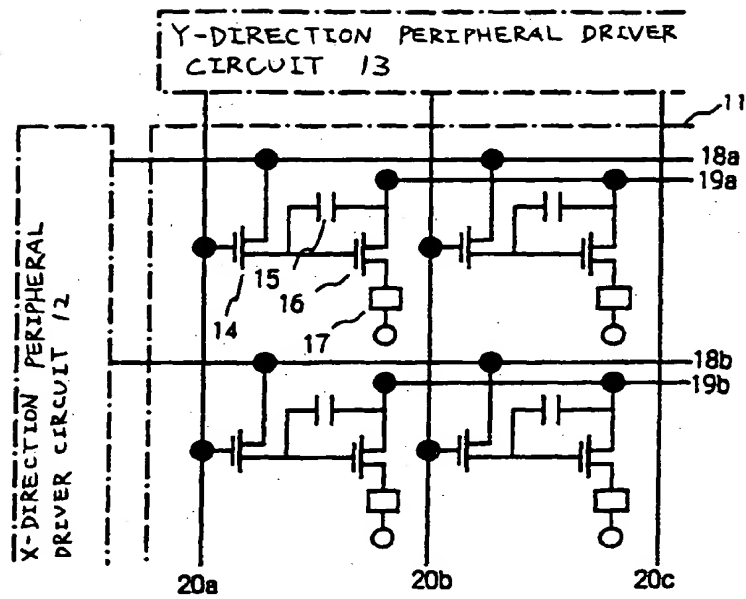 Y-DIRECTION PERIPHERAL DRIVER
CIRCUIT 13
11
18a
19a
15
16
14
17
X-DIRECTION PERIPHERAL
DRIVER CIRCUIT 12
18b
19b
20a
20b
20c